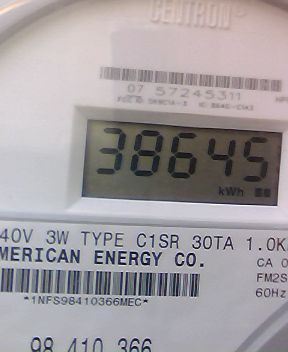 CENTRON®
07 57245311
38645
kWh
40V 3W TYPE C1SR 30TA 1.0K
MERICAN ENERGY CO.
CA 0
FM2S
60Hz
*1NFS98410366MEC*
98 410 366